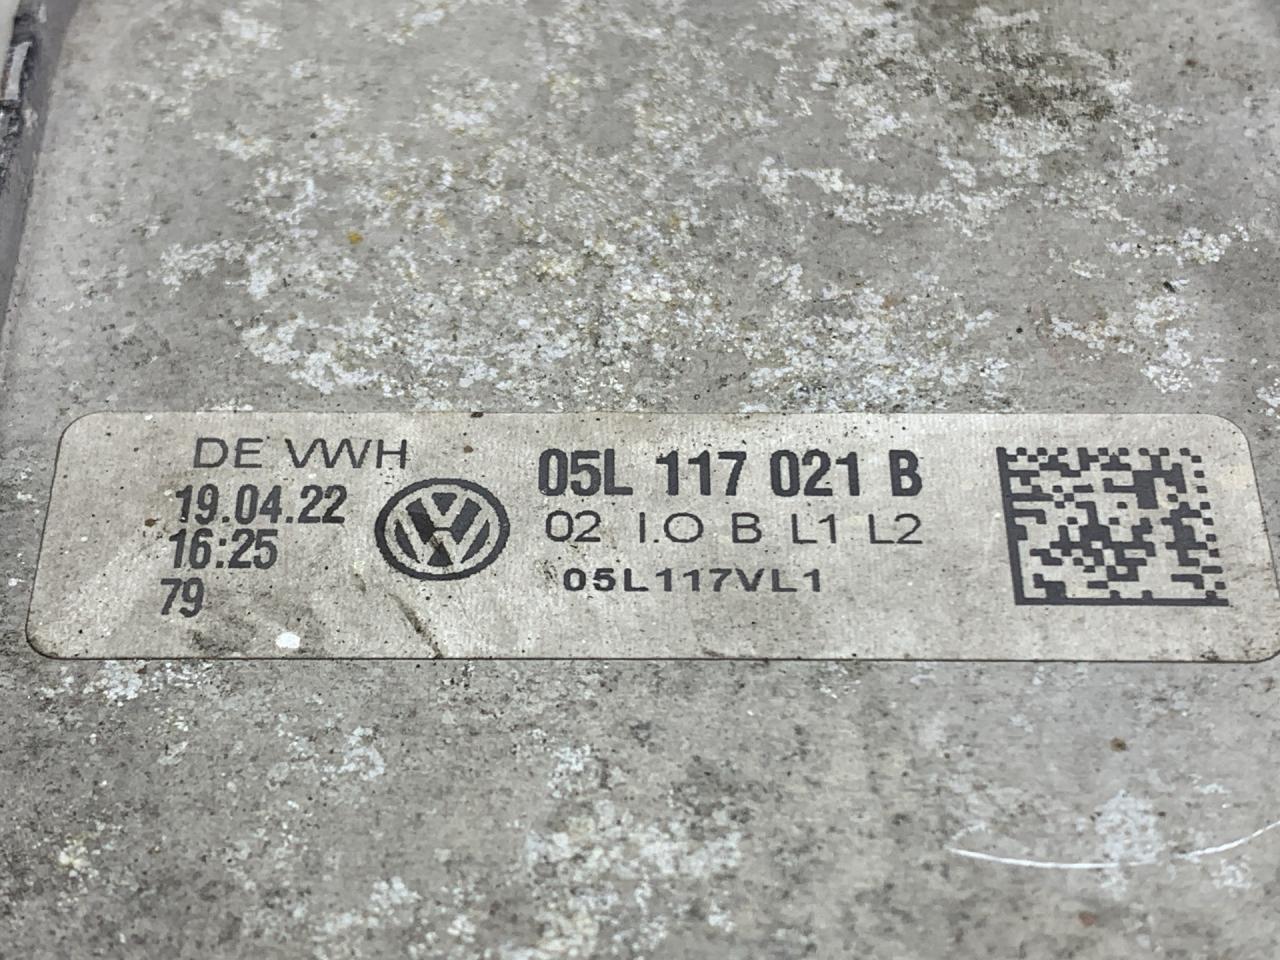 DE VWH
19.04.22
16:25
79
05L 117 021 B
02 I.O B L1 L2
05L117VL1